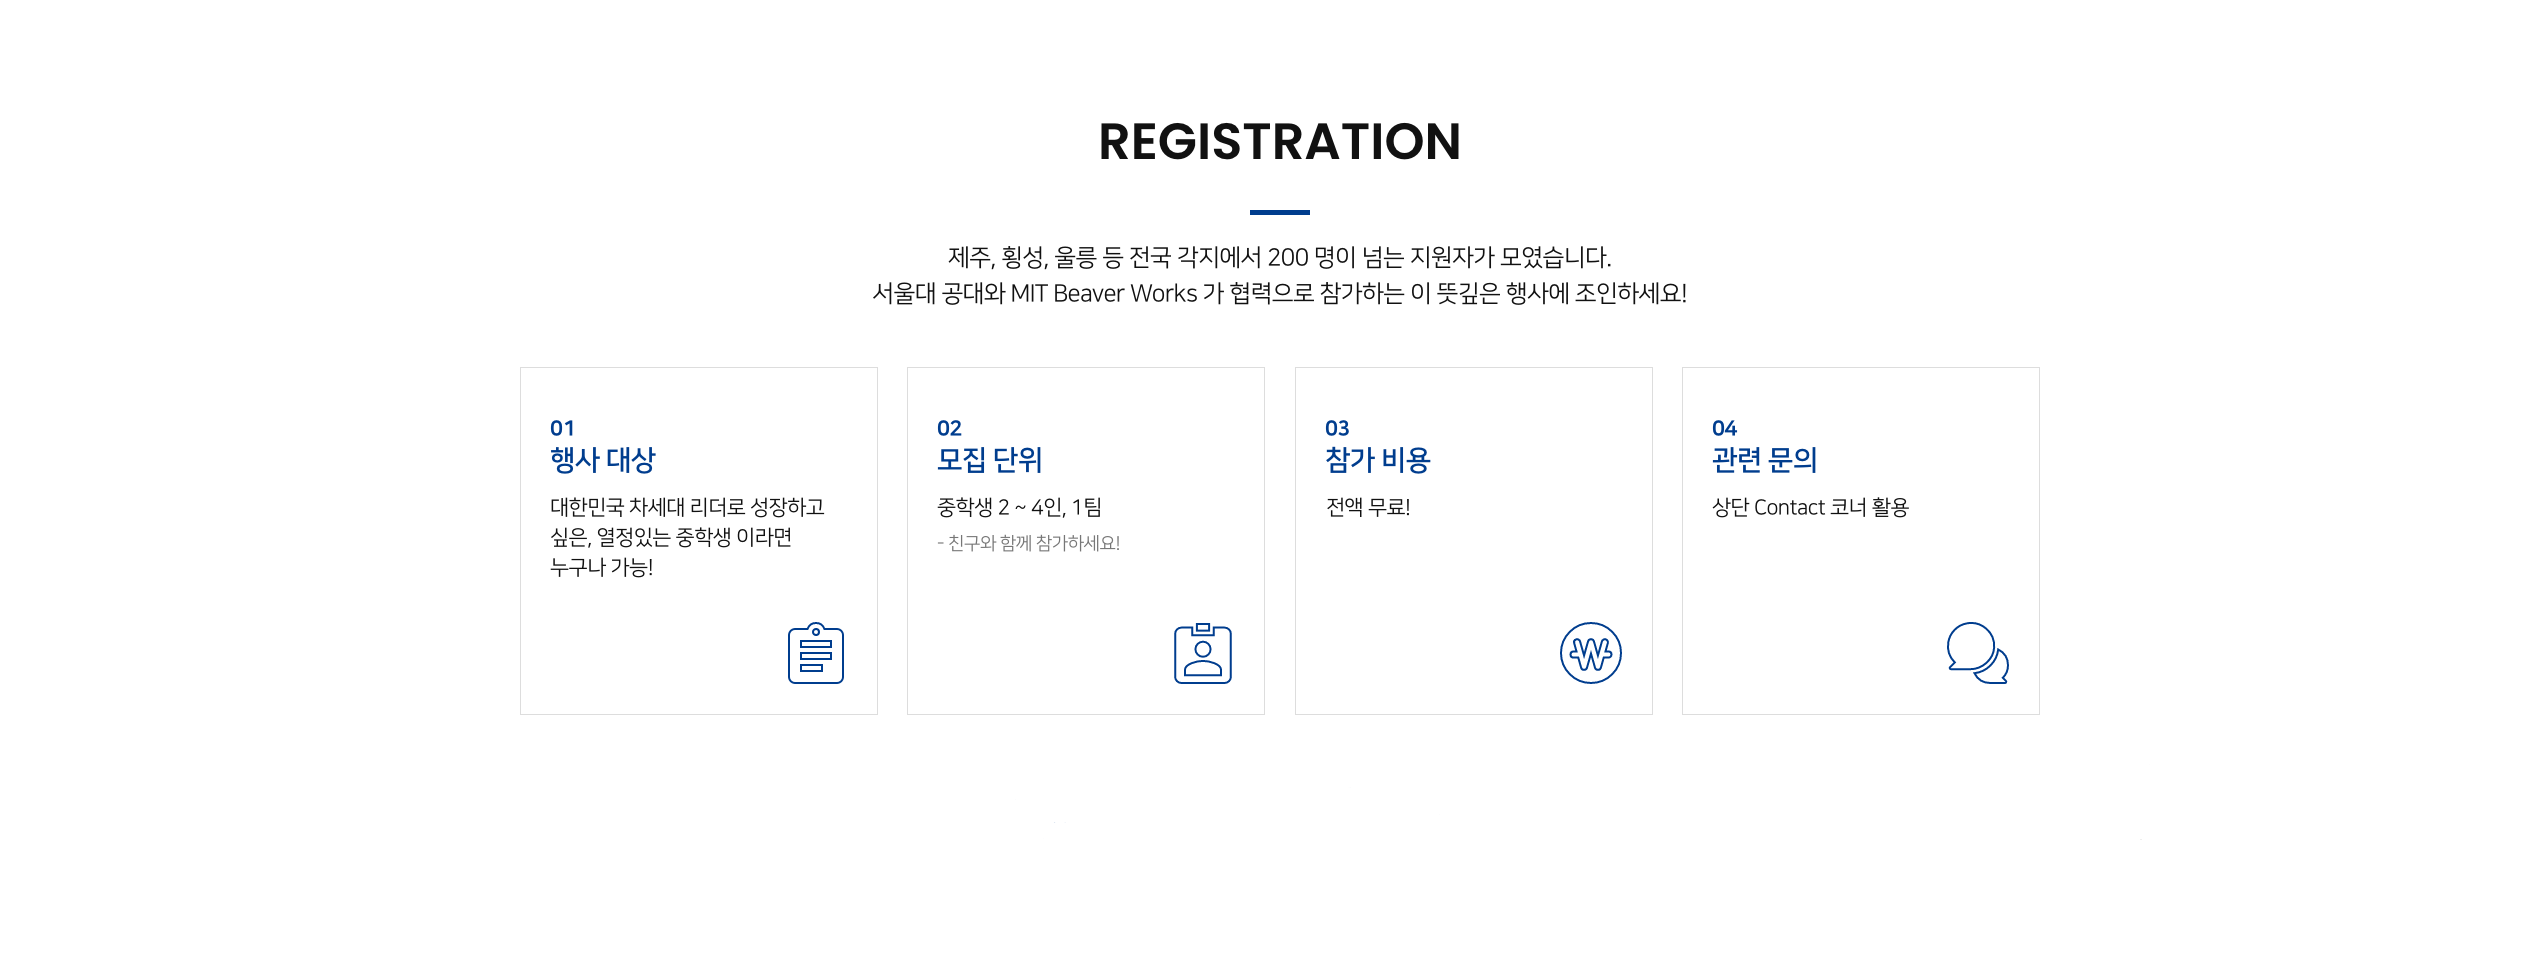 REGISTRATION
제주, 횡성, 울릉 등 전국 각지에서 200 명이 넘는 지원자가 모였습니다.
서울대 공대와 MIT Beaver Works 가 협력으로 참가하는 이 뜻깊은 행사에 조인하세요!
01
행사 대상
대한민국 차세대 리더로 성장하고
싶은, 열정있는 중학생 이라면
누구나 가능!
02
모집 단위
중학생 2 ~ 4인, 1팀
- 친구와 함께 참가하세요!
03
참가 비용
전액 무료!
04
관련 문의
상단 Contact 코너 활용